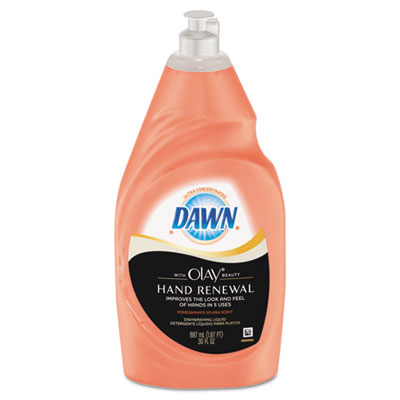 ULTRA CONCENTRATED
DAWN
WITH OLAY® BEAUTY
HAND RENEWAL
IMPROVES THE LOOK AND FEEL
OF HANDS IN 5 USES
POMEGRANATE SPLASH SCENT
DISHWASHING LIQUID
DETERGENTE LÍQUIDO PARA PLATOS
887 mL (1.87 PT)
30 FL OZ